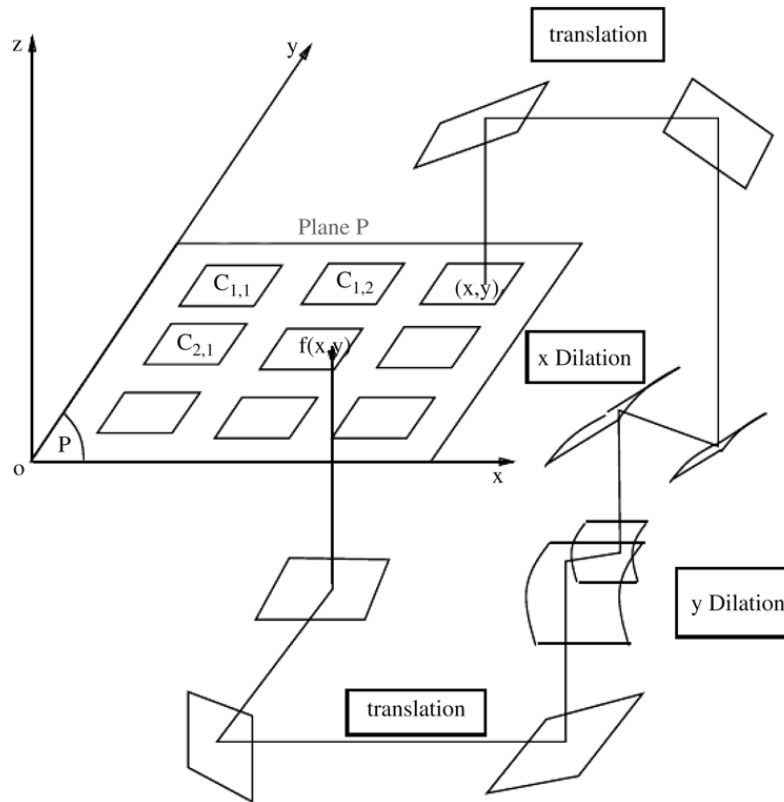 translation
z
y
Plane P
C1,1
C1,2
(x,y)
C2,1
f(x,y)
x Dilation
P
o
x
y Dilation
translation